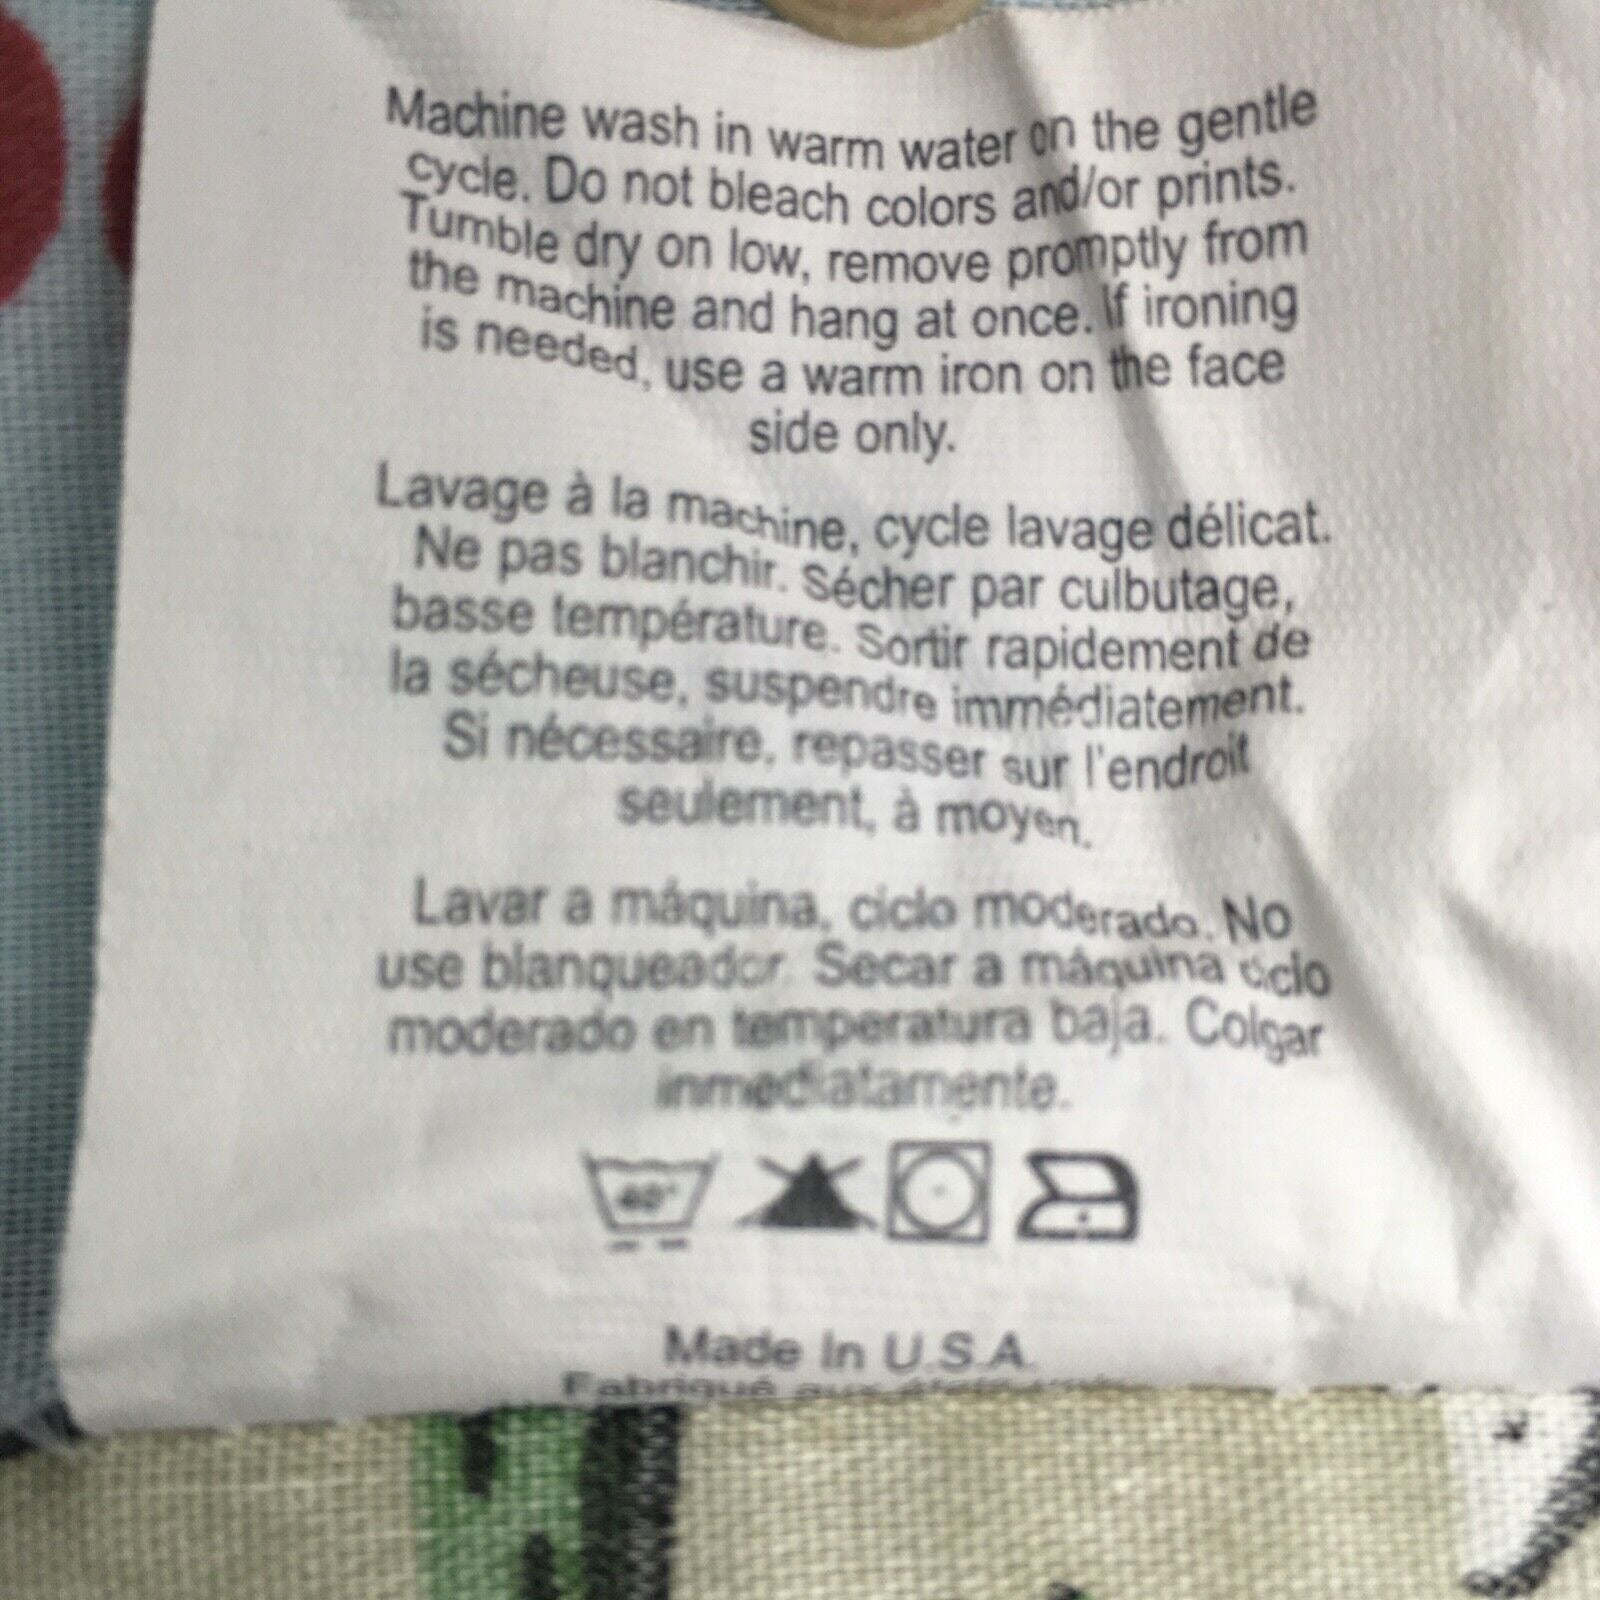 Machine wash in warm water on the gentle
cycle. Do not bleach colors and/or prints.
Tumble dry on low, remove promptly from
the machine and hang at once. If ironing
is needed, use a warm iron on the face
side only.
Lavage à la machine, cycle lavage délicat.
Ne pas blanchir. Sécher par culbutage,
basse température. Sortir rapidement de
la sécheuse, suspendre immédiatement.
Si nécessaire, repasser sur l'endroit
seulement, à moyen.
Lavar a máquina, ciclo moderado. No
use blanqueador. Secar a máquina ciclo
moderado en temperatura baja. Colgar
inmediatamente.
40°
Made In U.S.A.
Fabriqué aux